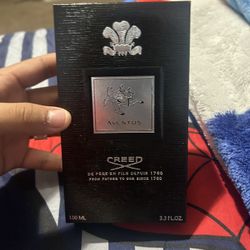 AVENTUS
CREED
DE PERE EN FILS DEPUIS 1760
FROM FATHER TO SON SINCE 1760
100 ML 3.3 FL.OZ.